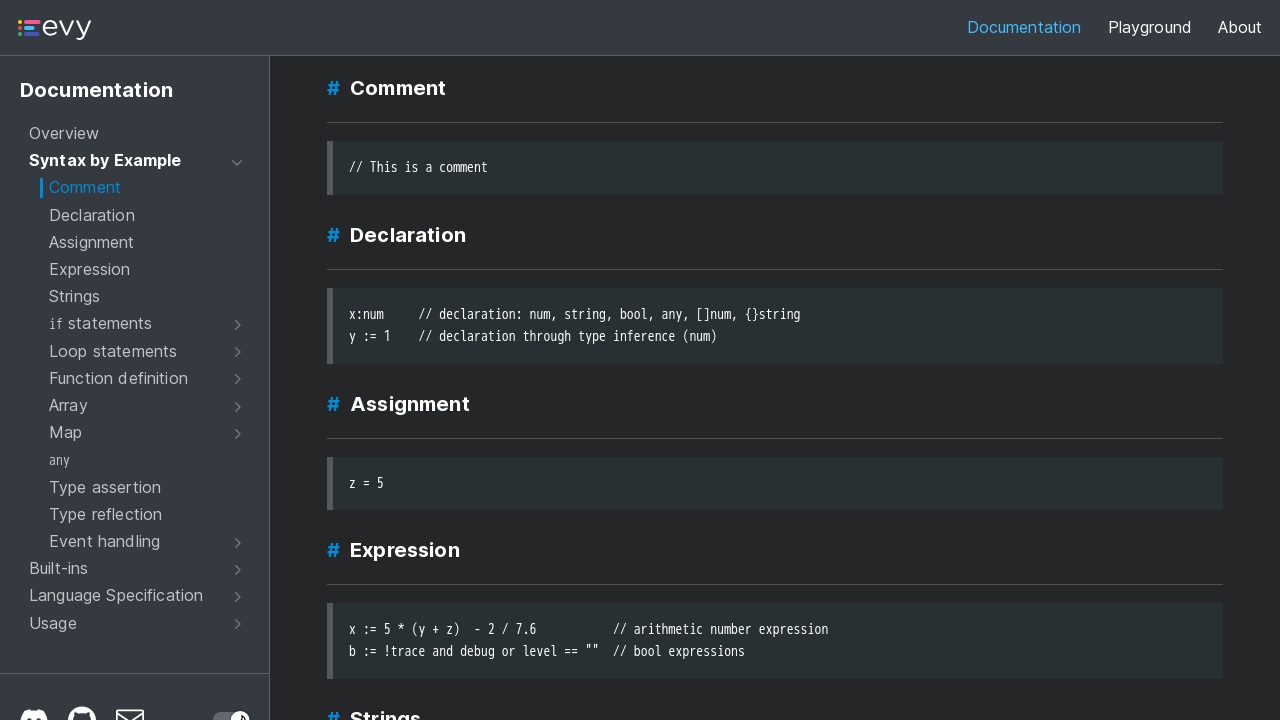 evy
Documentation
Playground
About
Documentation
Overview
Syntax by Example
Comment
Declaration
Assignment
Expression
Strings
if statements
Loop statements
Function definition
Array
Map
any
Type assertion
Type reflection
Event handling
Built-ins
Language Specification
Usage
# Comment
// This is a comment
# Declaration
x:num     // declaration: num, string, bool, any, []num, {}string
y := 1    // declaration through type inference (num)
# Assignment
z = 5
# Expression
x := 5 * (y + z)  - 2 / 7.6           // arithmetic number expression
b := !trace and debug or level == ""  // bool expressions
# Strings